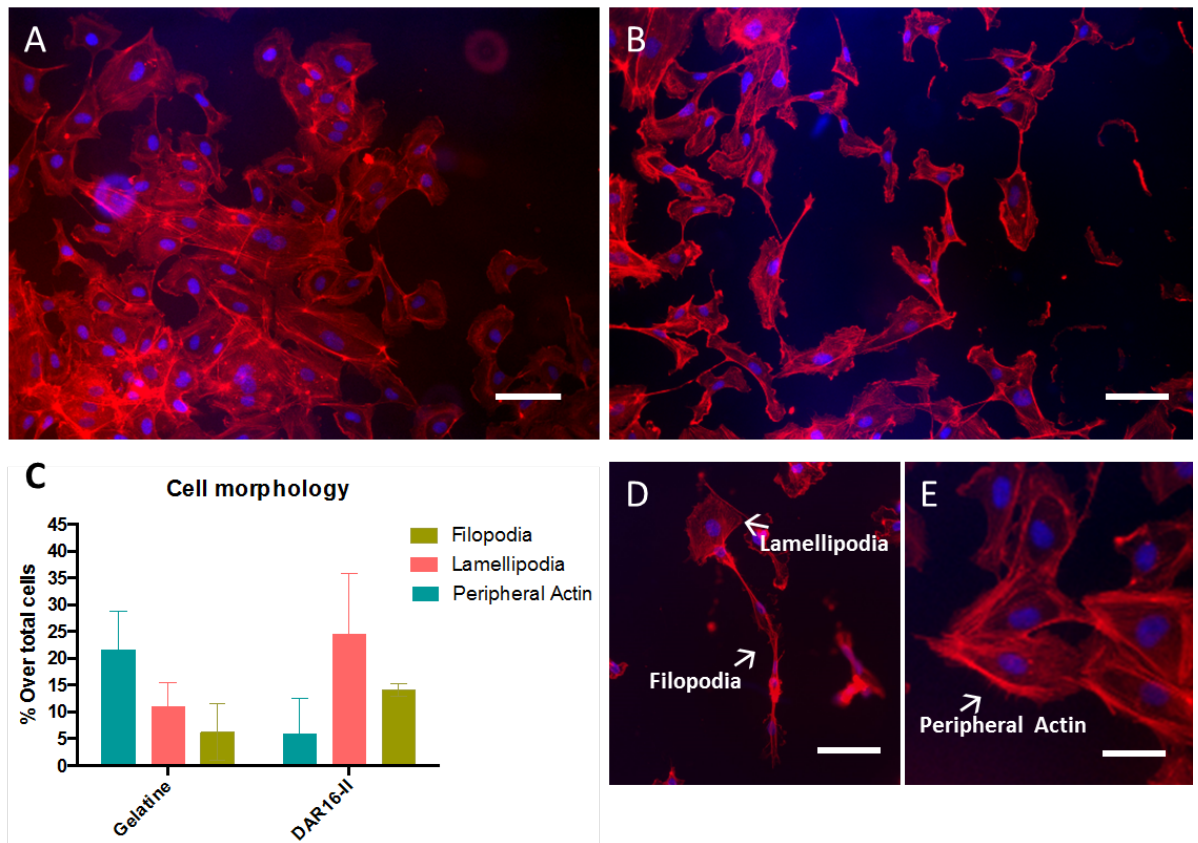 A
B
C
Cell morphology
% Over total cells
45
40
35
30
25
20
15
10
5
0
Filopodia
Lamellipodia
Peripheral Actin
Gelatine
DAR16-II
D
Lamellipodia
Filopodia
E
Peripheral Actin